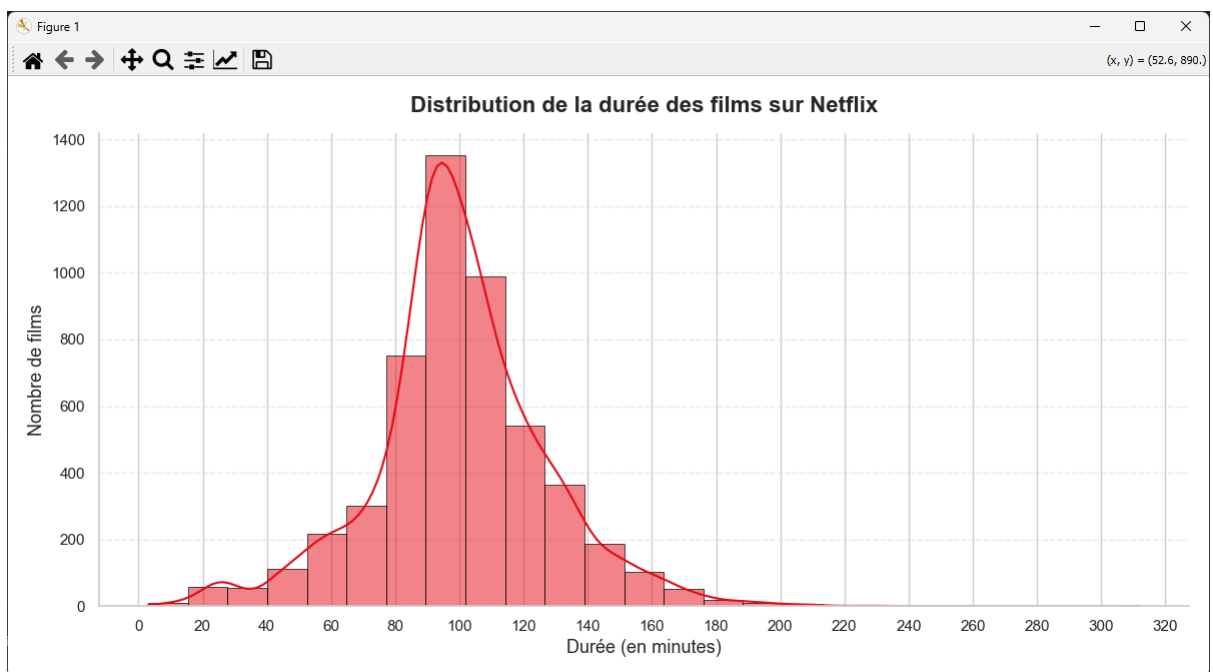 Figure 1
(x, y) = (52.6, 890.)
Distribution de la durée des films sur Netflix
1400
1200
1000
800
600
400
200
0
Nombre de films
0 20 40 60 80 100 120 140 160 180 200 220 240 260 280 300 320
Durée (en minutes)